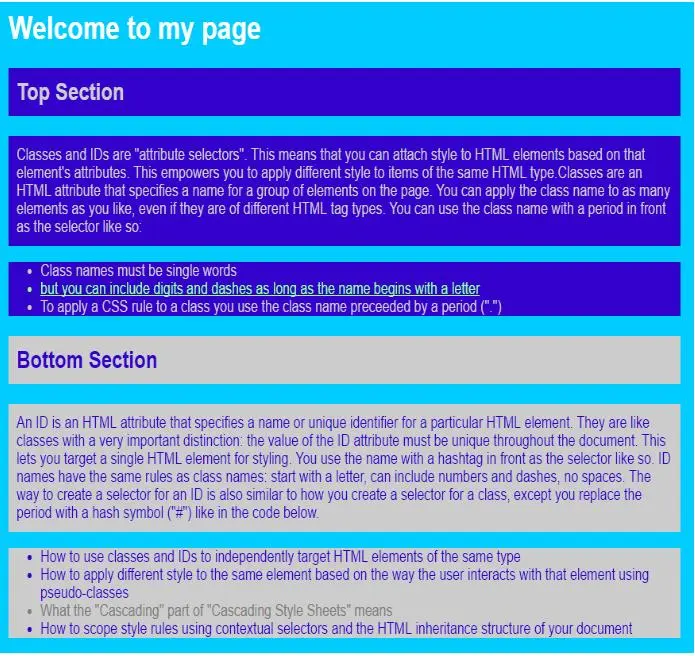 Welcome to my page
Top Section
Classes and IDs are "attribute selectors". This means that you can attach style to HTML elements based on that
element's attributes. This empowers you to apply different style to items of the same HTML type.Classes are an
HTML attribute that specifies a name for a group of elements on the page. You can apply the class name to as many
elements as you like, even if they are of different HTML tag types. You can use the class name with a period in front
as the selector like so:
• Class names must be single words
• but you can include digits and dashes as long as the name begins with a letter
• To apply a CSS rule to a class you use the class name preceeded by a period (".")
Bottom Section
An ID is an HTML attribute that specifies a name or unique identifier for a particular HTML element. They are like
classes with a very important distinction: the value of the ID attribute must be unique throughout the document. This
lets you target a single HTML element for styling. You use the name with a hashtag in front as the selector like so. ID
names have the same rules as class names: start with a letter, can include numbers and dashes, no spaces. The
way to create a selector for an ID is also similar to how you create a selector for a class, except you replace the
period with a hash symbol ("#") like in the code below.
• How to use classes and IDs to independently target HTML elements of the same type
• How to apply different style to the same element based on the way the user interacts with that element using
pseudo-classes
• What the "Cascading" part of "Cascading Style Sheets" means
• How to scope style rules using contextual selectors and the HTML inheritance structure of your document